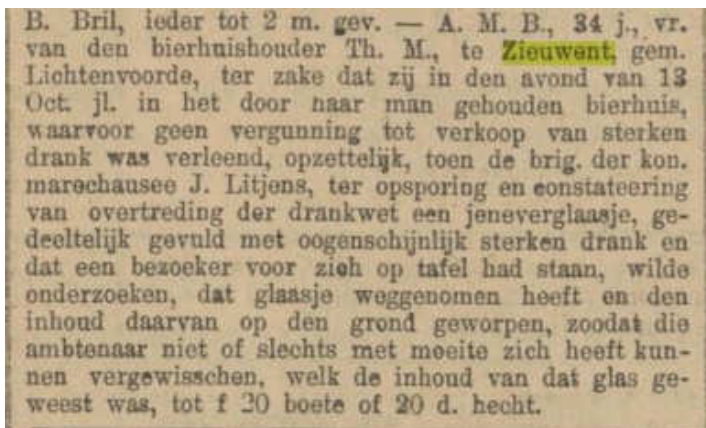 B. Bril, ieder tot 2 m. gev. — A. M. B., 34 j., vr.
van den bierhuishouder Th. M., te Zieuwent, gem.
Lichtenvoorde, ter zake dat zij in den avond van 13
Oct. jl. in het door naar man gehouden bierhuis,
waarvoor geen vergunning tot verkoop van sterken
drank was verleend, opzettelijk, toen de brig. der kon.
marechausee J. Litjens, ter opsporing en constateering
van overtreding der drankwet een jeneverglaasje, ge-
deeltelijk gevuld met oogenschijnlijk sterken drank en
dat een bezoeker voor zich op tafel had staan, wilde
onderzoeken, dat glaasje weggenomen heeft en den
inhoud daarvan op den grond geworpen, zoodat die
ambtenaar niet of slechts met moeite zich heeft kun-
nen vergewisschen, welk de inhoud van dat glas ge-
weest was, tot f 20 boete of 20 d. hecht.